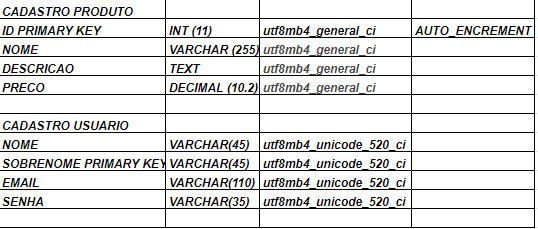 CADASTRO PRODUTO
ID PRIMARY KEY INT (11) utf8mb4_general_ci AUTO_ENCREMENT
NOME VARCHAR (255) utf8mb4_general_ci
DESCRICAO TEXT utf8mb4_general_ci
PRECO DECIMAL (10.2) utf8mb4_general_ci
CADASTRO USUARIO
NOME VARCHAR(45) utf8mb4_unicode_520_ci
SOBRENOME PRIMARY KEY VARCHAR(45) utf8mb4_unicode_520_ci
EMAIL VARCHAR(110) utf8mb4_unicode_520_ci
SENHA VARCHAR(35) utf8mb4_unicode_520_ci